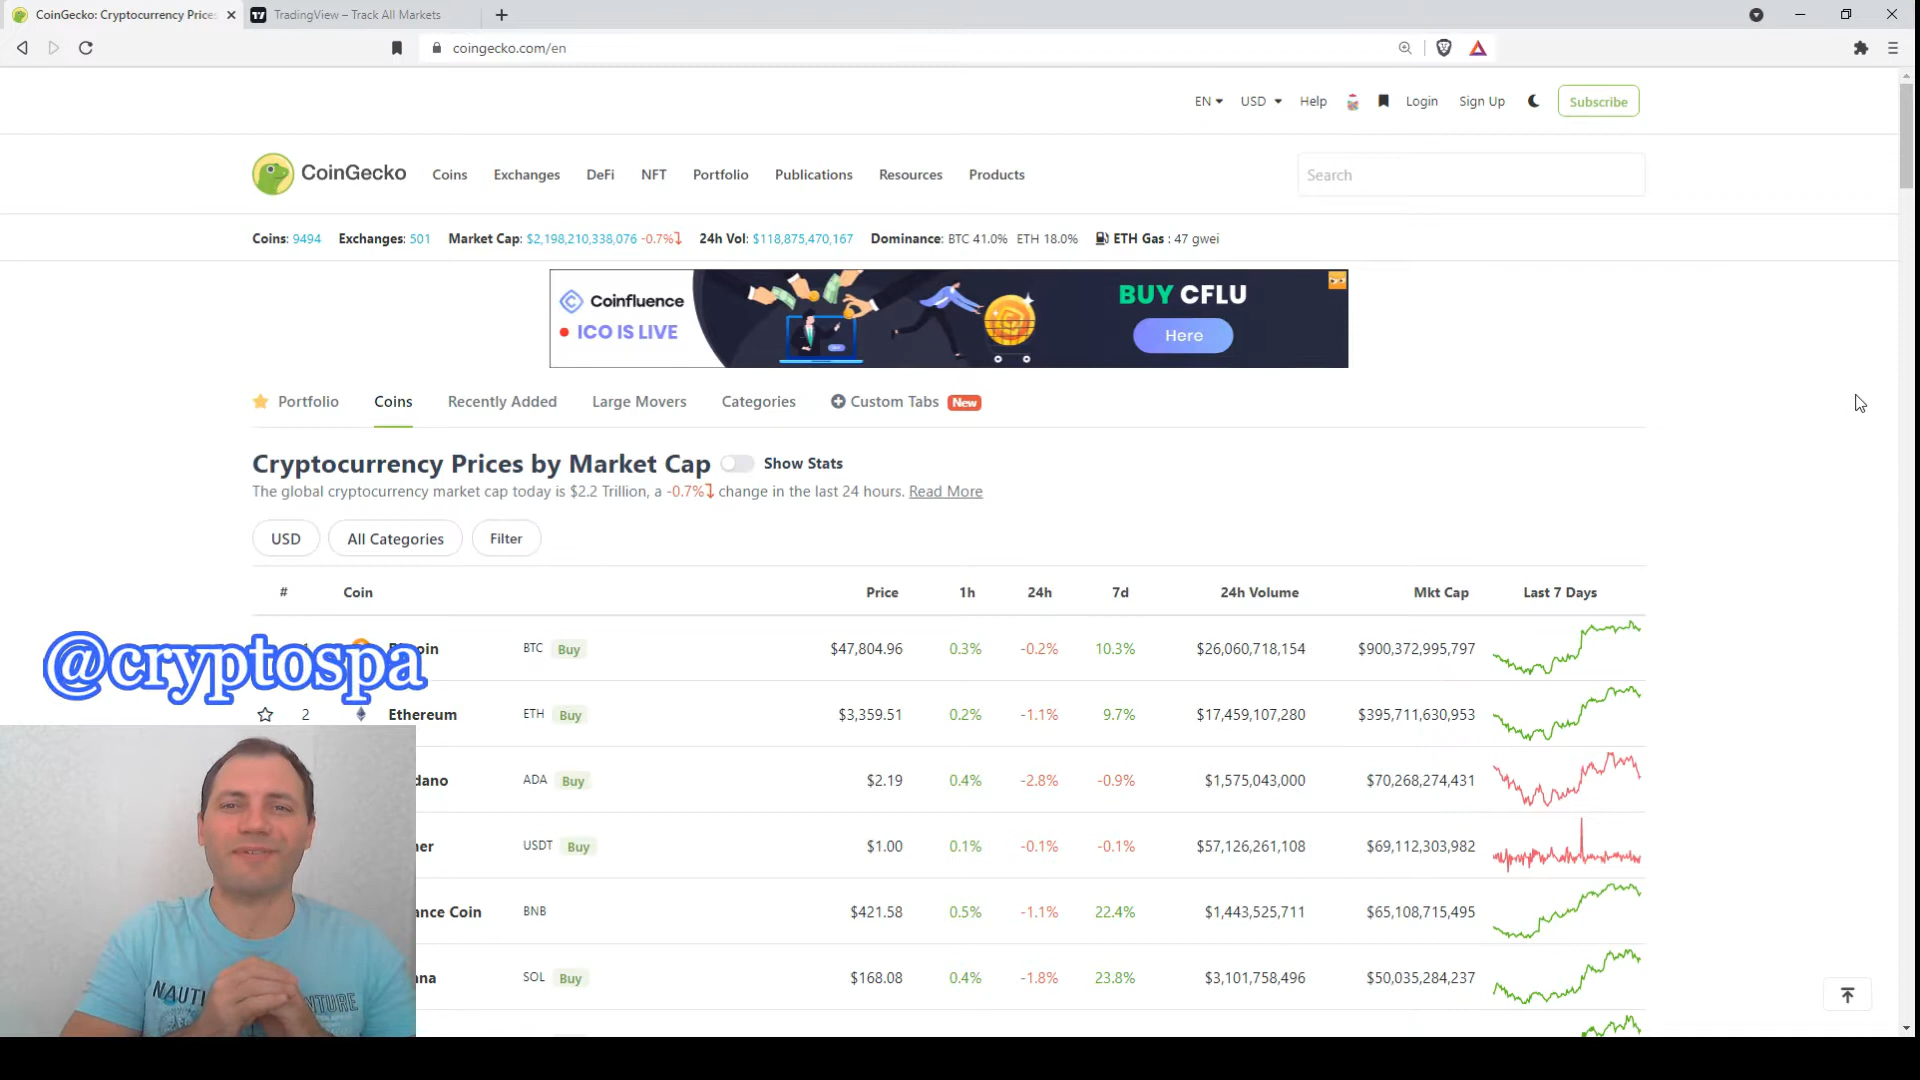 CoinGecko: Cryptocurrency Prices
TradingView – Track All Markets
coingecko.com/en
EN USD Help Login Sign Up Subscribe
CoinGecko Coins Exchanges DeFi NFT Portfolio Publications Resources Products Search
Coins: 9494 Exchanges: 501 Market Cap: $2,198,210,338,076 -0.7% 24h Vol: $118,875,470,167 Dominance: BTC 41.0% ETH 18.0% ETH Gas : 47 gwei
Coinfluence
ICO IS LIVE
BUY CFLU
Here
Portfolio Coins Recently Added Large Movers Categories Custom Tabs New
Cryptocurrency Prices by Market Cap Show Stats
The global cryptocurrency market cap today is $2.2 Trillion, a -0.7% change in the last 24 hours. Read More
USD All Categories Filter
# Coin Price 1h 24h 7d 24h Volume Mkt Cap Last 7 Days
BTC Buy $47,804.96 0.3% -0.2% 10.3% $26,060,718,154 $900,372,995,797
@cryptospa
2 Ethereum ETH Buy $3,359.51 0.2% -1.1% 9.7% $17,459,107,280 $395,711,630,953
dano ADA Buy $2.19 0.4% -2.8% -0.9% $1,575,043,000 $70,268,274,431
her USDT Buy $1.00 0.1% -0.1% -0.1% $57,126,261,108 $69,112,303,982
ance Coin BNB $421.58 0.5% -1.1% 22.4% $1,443,525,711 $65,108,715,495
ana SOL Buy $168.08 0.4% -1.8% 23.8% $3,101,758,496 $50,035,284,237